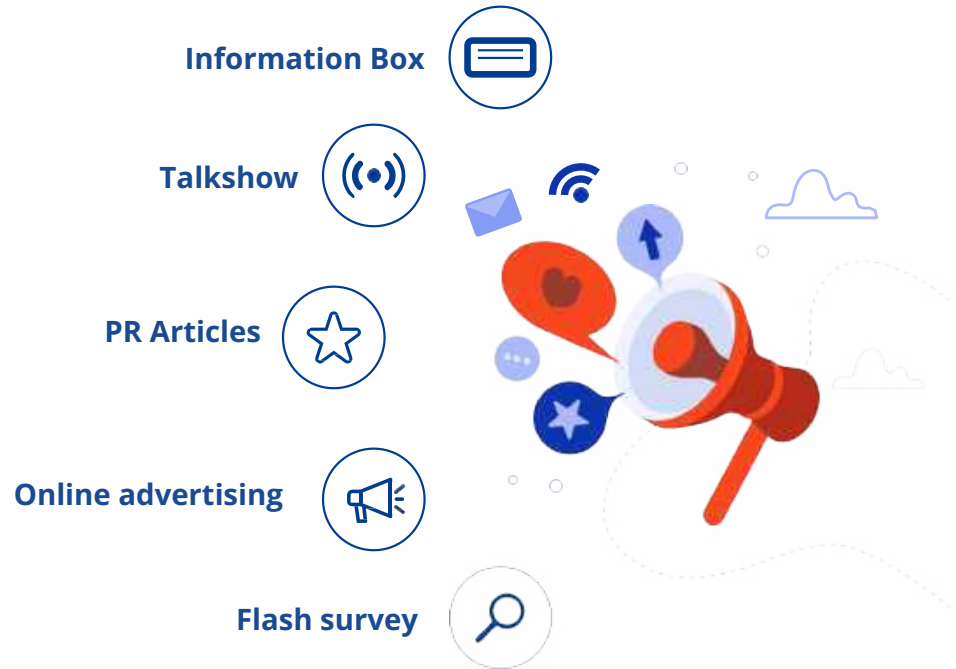 Information Box
Talkshow
PR Articles
Online advertising
Flash survey